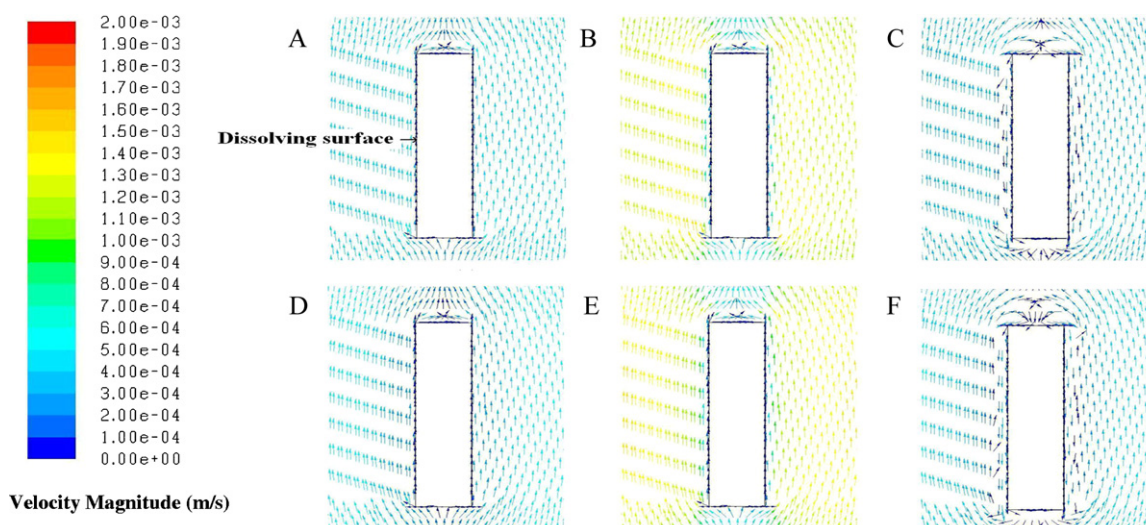 2.00e-03
1.90e-03
1.80e-03
1.70e-03
1.60e-03
1.50e-03
1.40e-03
1.30e-03
1.20e-03
1.10e-03
1.00e-03
9.00e-04
8.00e-04
7.00e-04
6.00e-04
5.00e-04
4.00e-04
3.00e-04
2.00e-04
1.00e-04
0.00e+00
Velocity Magnitude (m/s)
A
B
C
Dissolving surface
D
E
F